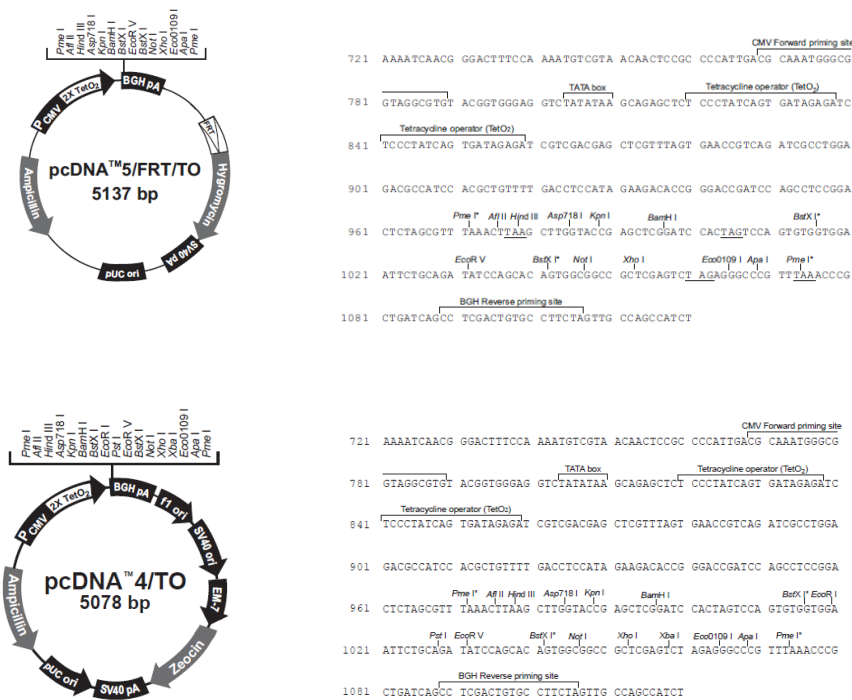 Pme I
Afl II
Hind III
Asp718 I
Kpn I
BamH I
BstX I
EcoR V
BstX I
Not I
Xho I
Eco0109 I
Apa I
Pme I
PCMV
2X TetO2
BGH pA
FRT
Hygromycin
SV40 pA
pUC ori
Ampicillin
pcDNA™5/FRT/TO
5137 bp
CMV Forward priming site
721 AAAATCAACG GGACTTTCCA AAATGTCGTA ACAACTCCGC CCCATTGACG CAAATGGGCG
TATA box Tetracycline operator (TetO2)
781 GTAGGCGTGT ACGGTGGGAG GTCTATATAA GCAGAGCTCT CCCTATCAGT GATAGAGATC
Tetracycline operator (TetO2)
841 TCCCTATCAG TGATAGAGAT CGTCGACGAG CTCGTTTAGT GAACCGTCAG ATCGCCTGGA
901 GACGCCATCC ACGCTGTTTT GACCTCCATA GAAGACACCG GGACCGATCC AGCCTCCGGA
Pme I* Afl II Hind III Asp718 I Kpn I BamH I BstX I*
961 CTCTAGCGTT TAAACTTAAG CTTGGTACCG AGCTCGGATC CACTAGTCCA GTGTGGTGGA
EcoR V BstX I* Not I Xho I Eco0109 I Apa I Pme I*
1021 ATTCTGCAGA TATCCAGCAC AGTGGCGGCC GCTCGAGTCT AGAGGGCCCG TTTAAACCCG
BGH Reverse priming site
1081 CTGATCAGCC TCGACTGTGC CTTCTAGTTG CCAGCCATCT
Pme I
Afl II
Hind III
Asp718 I
Kpn I
BamH I
BstX I
EcoR I
Pst I
EcoR V
BstX I
Not I
Xho I
Xba I
Eco0109 I
Apa I
Pme I
PCMV
2X TetO2
BGH pA
f1 ori
SV40 ori
EM-7
Zeocin
SV40 pA
pUC ori
Ampicillin
pcDNA™4/TO
5078 bp
CMV Forward priming site
721 AAAATCAACG GGACTTTCCA AAATGTCGTA ACAACTCCGC CCCATTGACG CAAATGGGCG
TATA box Tetracycline operator (TetO2)
781 GTAGGCGTGT ACGGTGGGAG GTCTATATAA GCAGAGCTCT CCCTATCAGT GATAGAGATC
Tetracycline operator (TetO2)
841 TCCCTATCAG TGATAGAGAT CGTCGACGAG CTCGTTTAGT GAACCGTCAG ATCGCCTGGA
901 GACGCCATCC ACGCTGTTTT GACCTCCATA GAAGACACCG GGACCGATCC AGCCTCCGGA
Pme I* Afl II Hind III Asp718 I Kpn I BamH I BstX I* EcoR I
961 CTCTAGCGTT TAAACTTAAG CTTGGTACCG AGCTCGGATC CACTAGTCCA GTGTGGTGGA
Pst I EcoR V BstX I* Not I Xho I Xba I Eco0109 I Apa I Pme I*
1021 ATTCTGCAGA TATCCAGCAC AGTGGCGGCC GCTCGAGTCT AGAGGGCCCG TTTAAACCCG
BGH Reverse priming site
1081 CTGATCAGCC TCGACTGTGC CTTCTAGTTG CCAGCCATCT